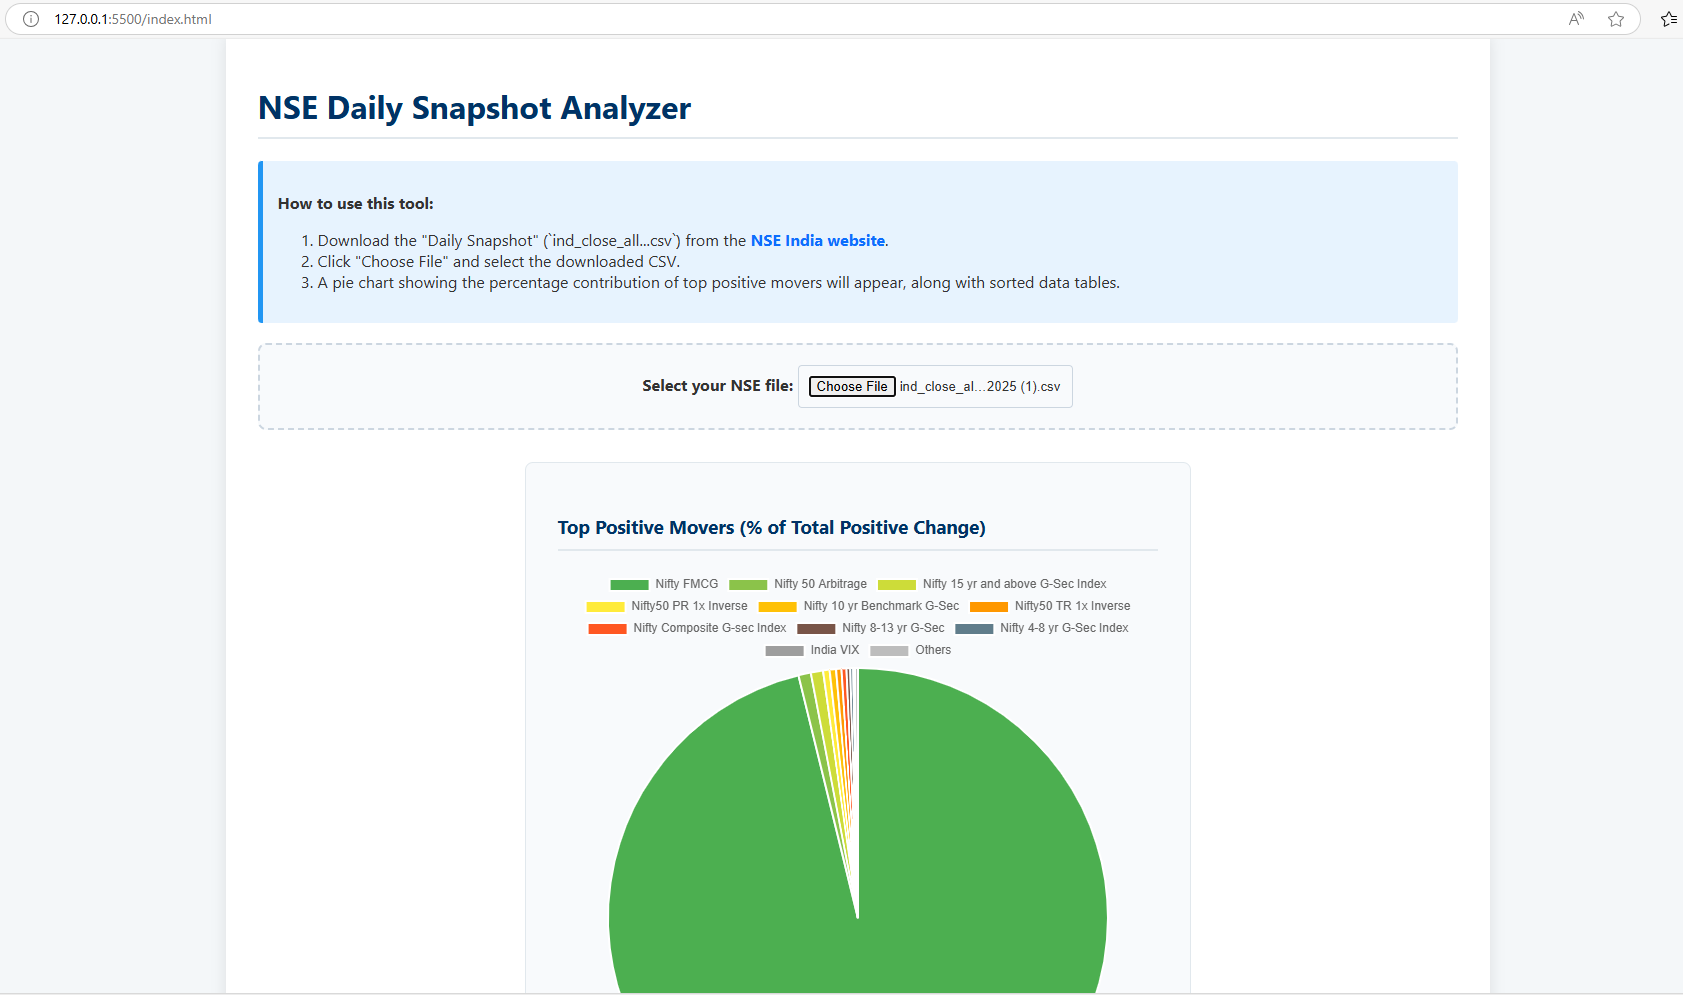 127.0.0.1:5500/index.html
NSE Daily Snapshot Analyzer
How to use this tool:
1. Download the "Daily Snapshot" (`ind_close_all...csv`) from the NSE India website.
2. Click "Choose File" and select the downloaded CSV.
3. A pie chart showing the percentage contribution of top positive movers will appear, along with sorted data tables.
Select your NSE file: Choose File ind_close_al...2025 (1).csv
Top Positive Movers (% of Total Positive Change)
Nifty FMCG Nifty 50 Arbitrage Nifty 15 yr and above G-Sec Index
Nifty50 PR 1x Inverse Nifty 10 yr Benchmark G-Sec Nifty50 TR 1x Inverse
Nifty Composite G-sec Index Nifty 8-13 yr G-Sec Nifty 4-8 yr G-Sec Index
India VIX Others